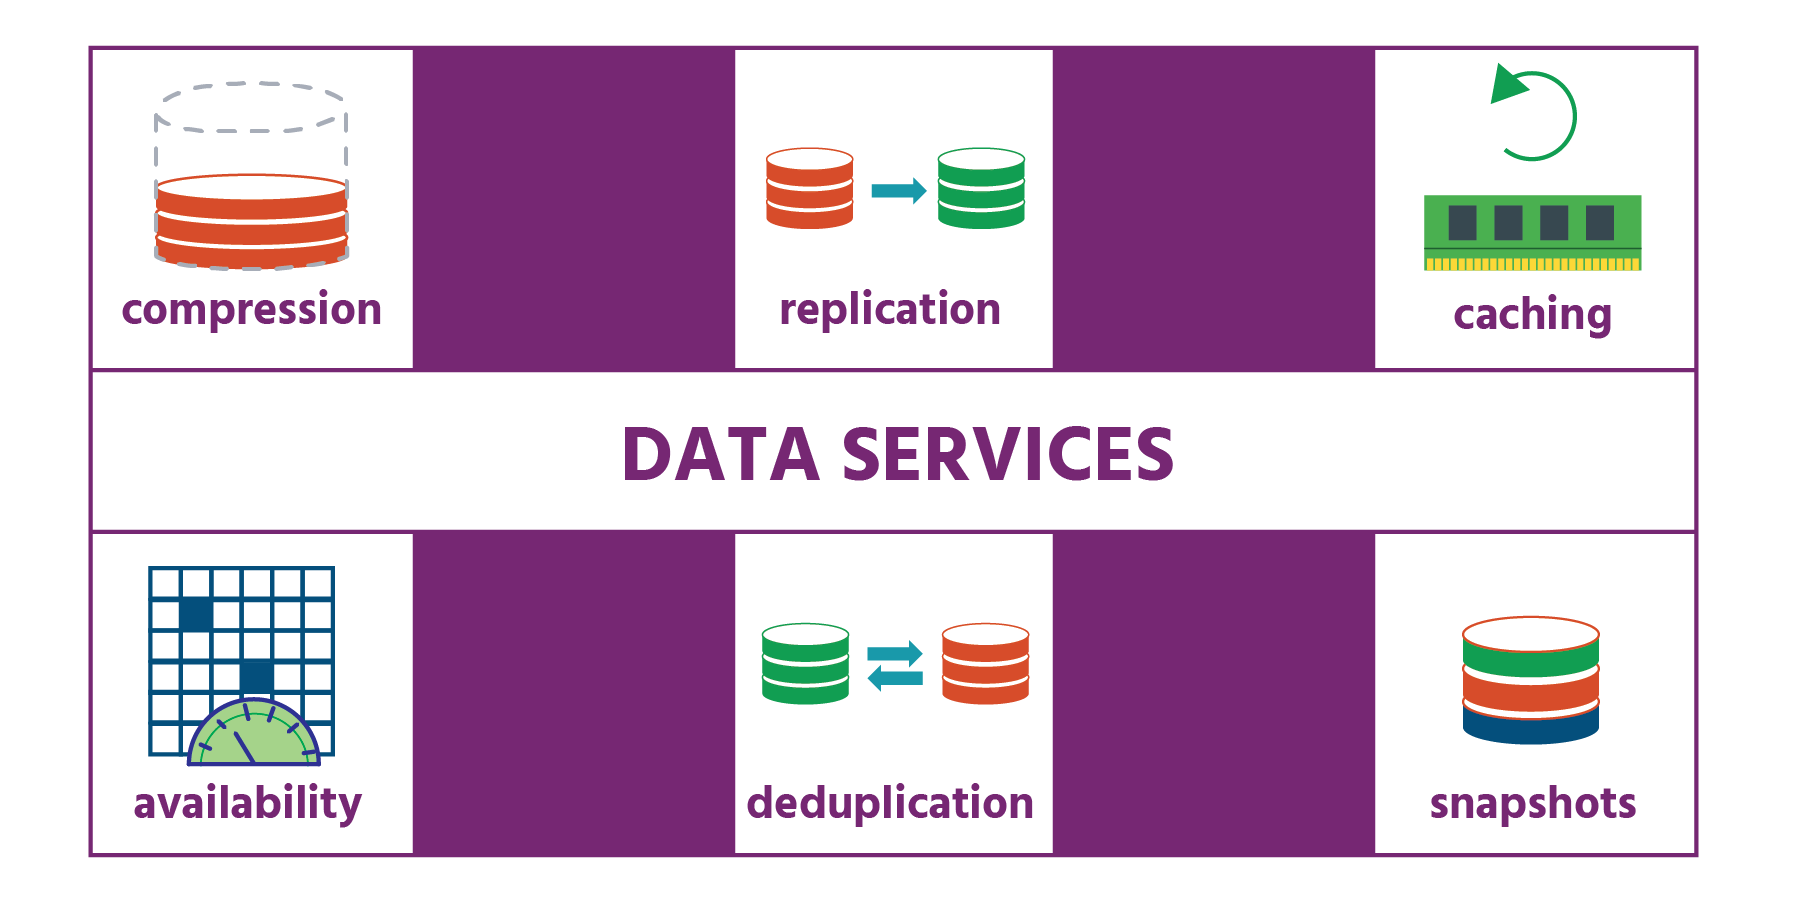 compression
replication
caching
DATA SERVICES
availability
deduplication
snapshots